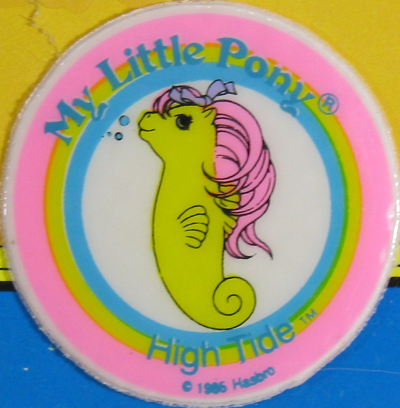 My Little Pony®
High Tide™
© 1985 Hasbro